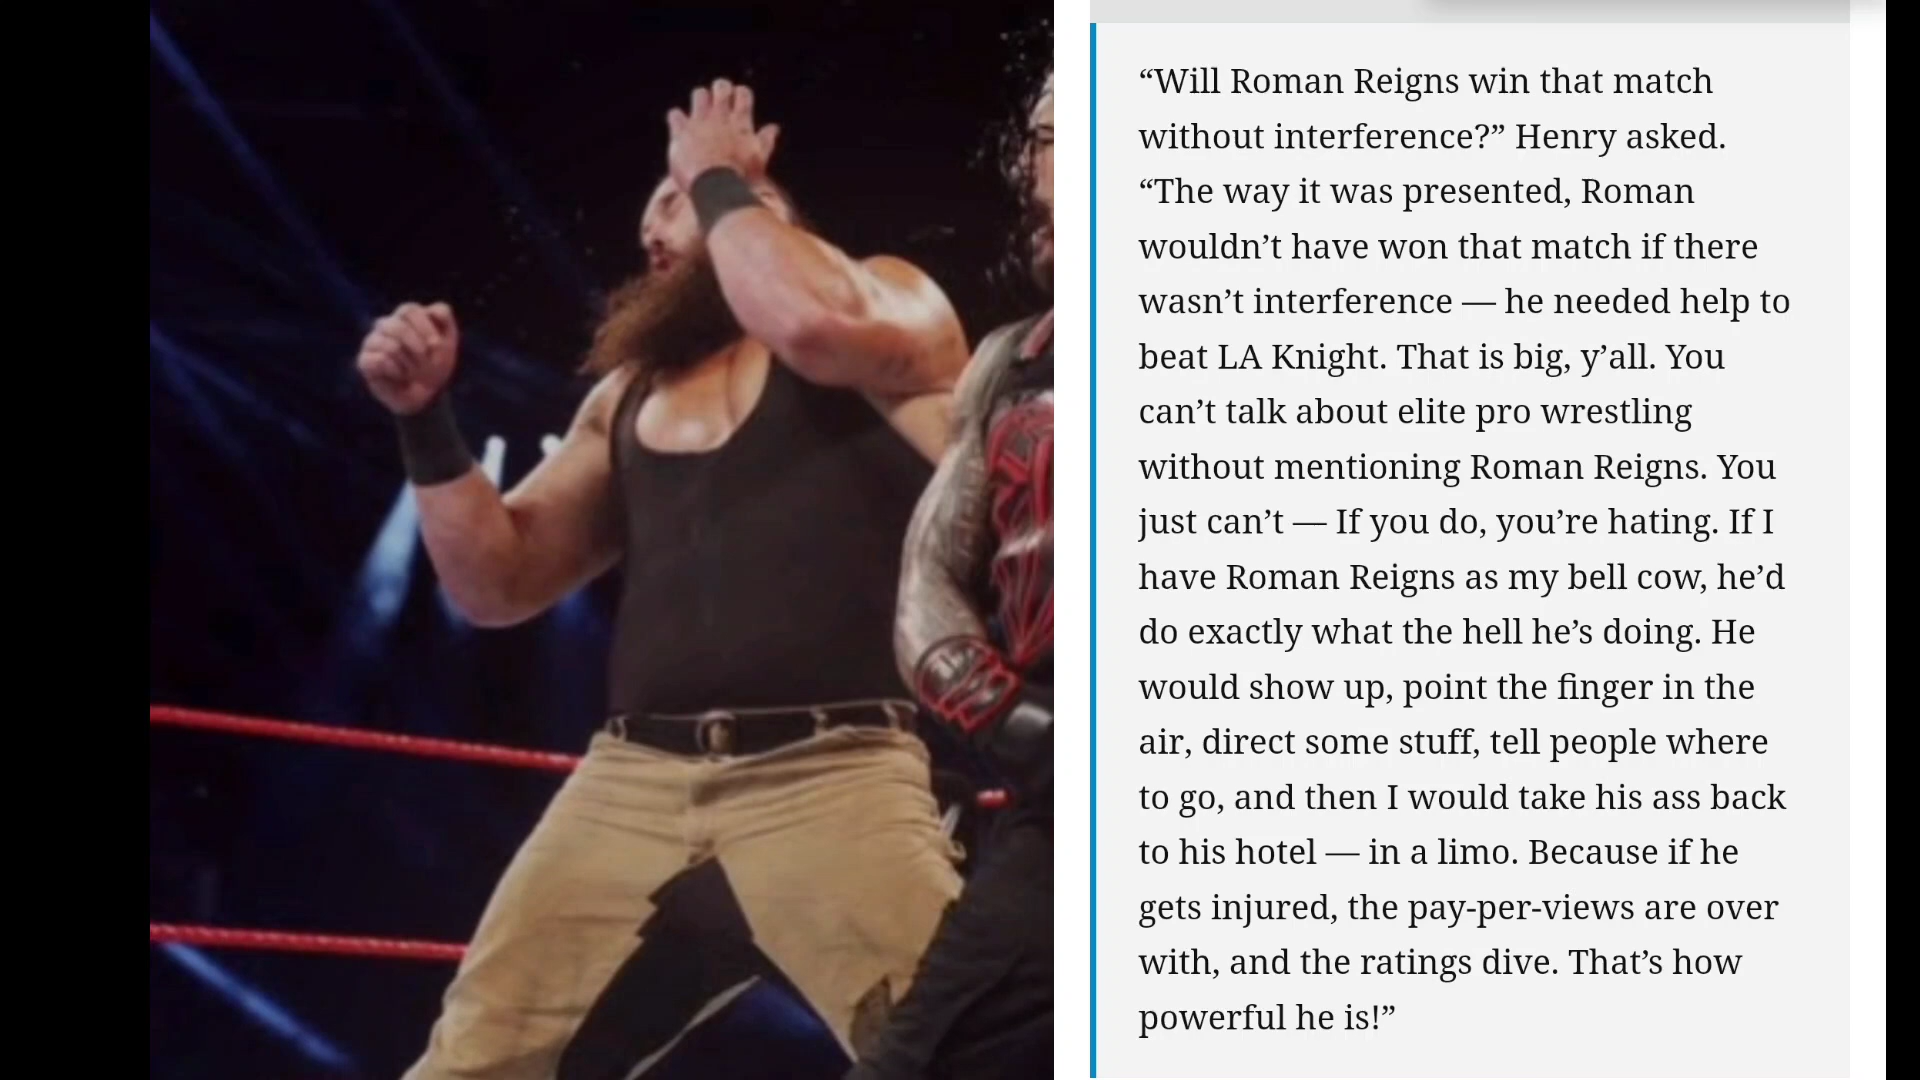 “Will Roman Reigns win that match
without interference?” Henry asked.
“The way it was presented, Roman
wouldn’t have won that match if there
wasn’t interference — he needed help to
beat LA Knight. That is big, y’all. You
can’t talk about elite pro wrestling
without mentioning Roman Reigns. You
just can’t — If you do, you’re hating. If I
have Roman Reigns as my bell cow, he’d
do exactly what the hell he’s doing. He
would show up, point the finger in the
air, direct some stuff, tell people where
to go, and then I would take his ass back
to his hotel — in a limo. Because if he
gets injured, the pay-per-views are over
with, and the ratings dive. That’s how
powerful he is!”